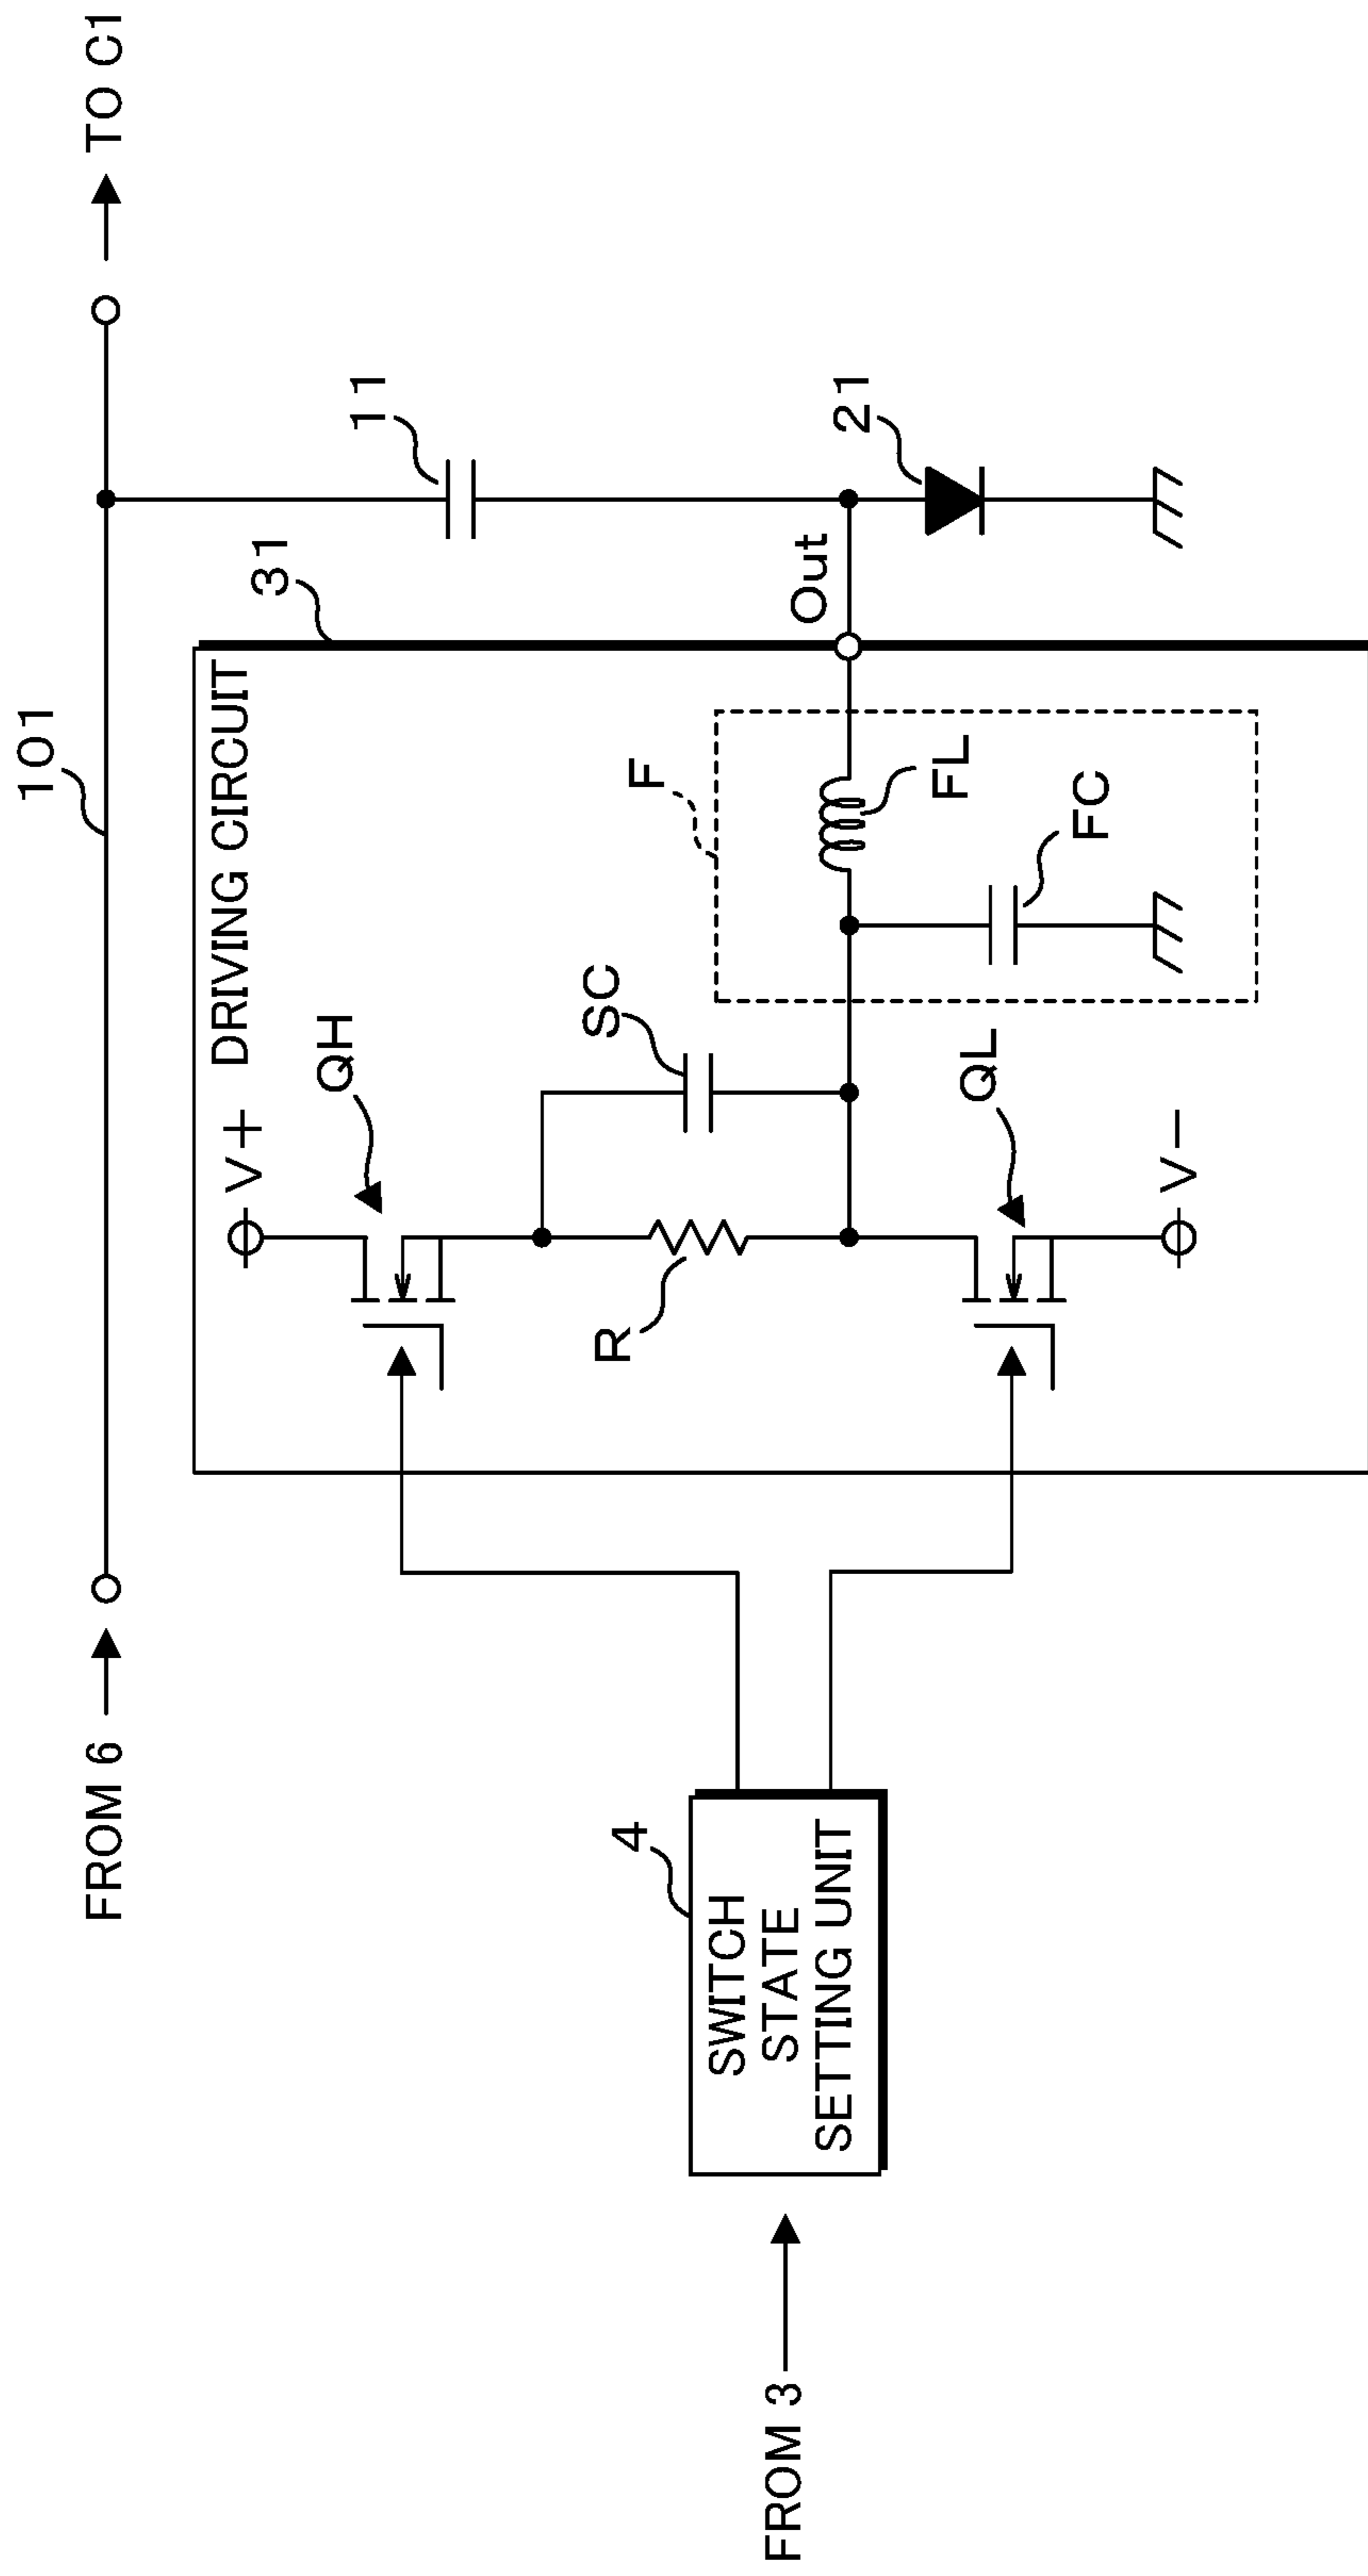 101
FROM 6
TO C1
31
11
DRIVING CIRCUIT
V+
QH
SC
R
F
FL
FC
Out
21
QL
V−
4
SWITCH
STATE
SETTING UNIT
FROM 3